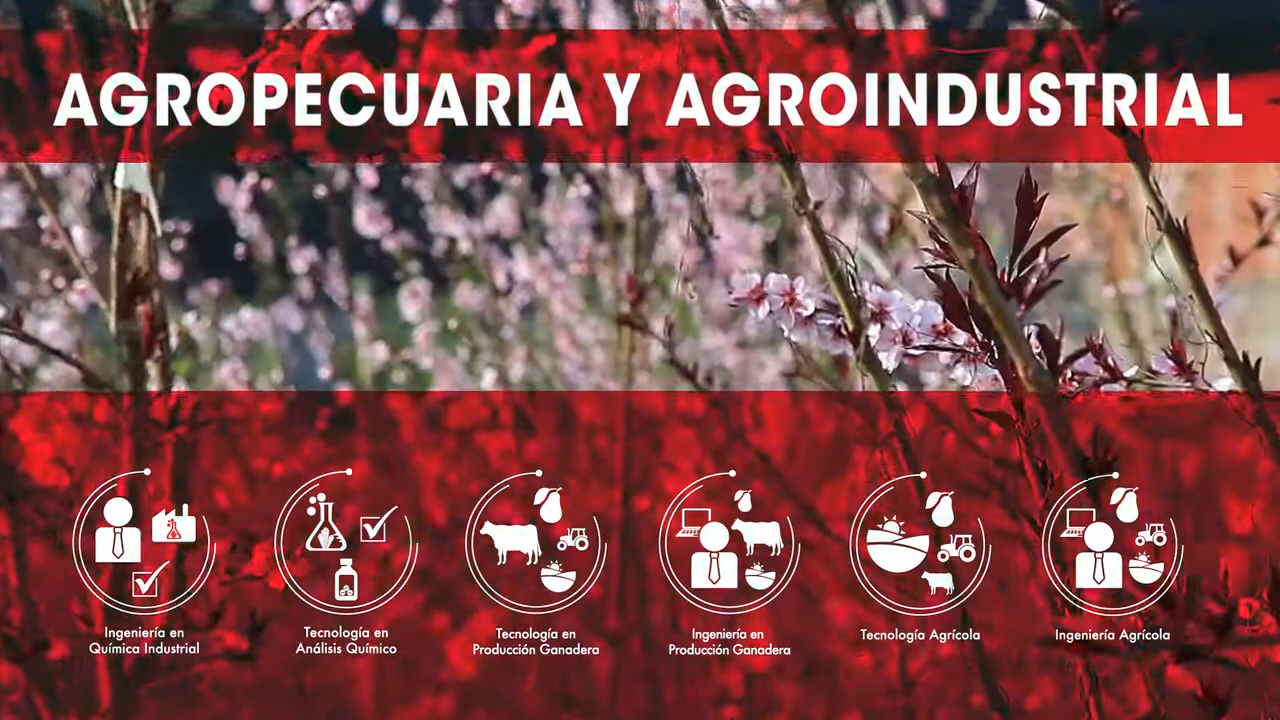 AGROPECUARIA Y AGROINDUSTRIAL
Ingeniería en
Química Industrial
Tecnología en
Análisis Químico
Tecnología en
Producción Ganadera
Ingeniería en
Producción Ganadera
Tecnología Agrícola
Ingeniería Agrícola